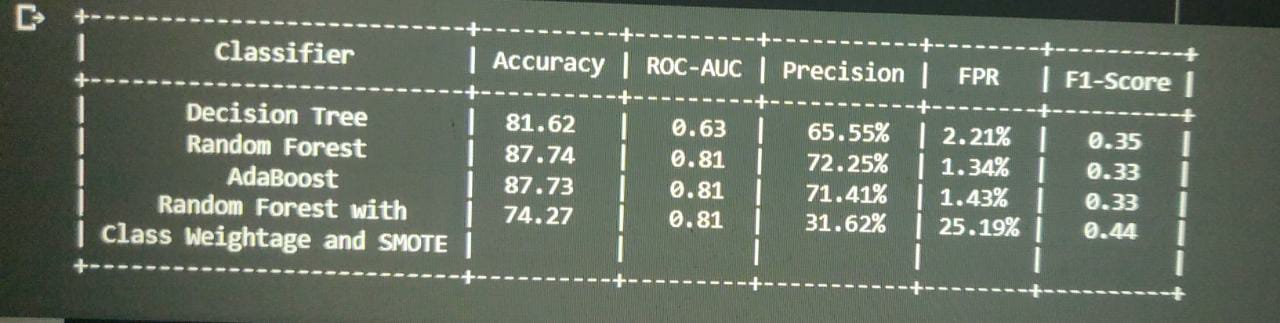 Classifier | Accuracy | ROC-AUC | Precision | FPR | F1-Score
Decision Tree | 81.62 | 0.63 | 65.55% | 2.21% | 0.35
Random Forest | 87.74 | 0.81 | 72.25% | 1.34% | 0.33
AdaBoost | 87.73 | 0.81 | 71.41% | 1.43% | 0.33
Random Forest with | 74.27 | 0.81 | 31.62% | 25.19% | 0.44
Class Weightage and SMOTE